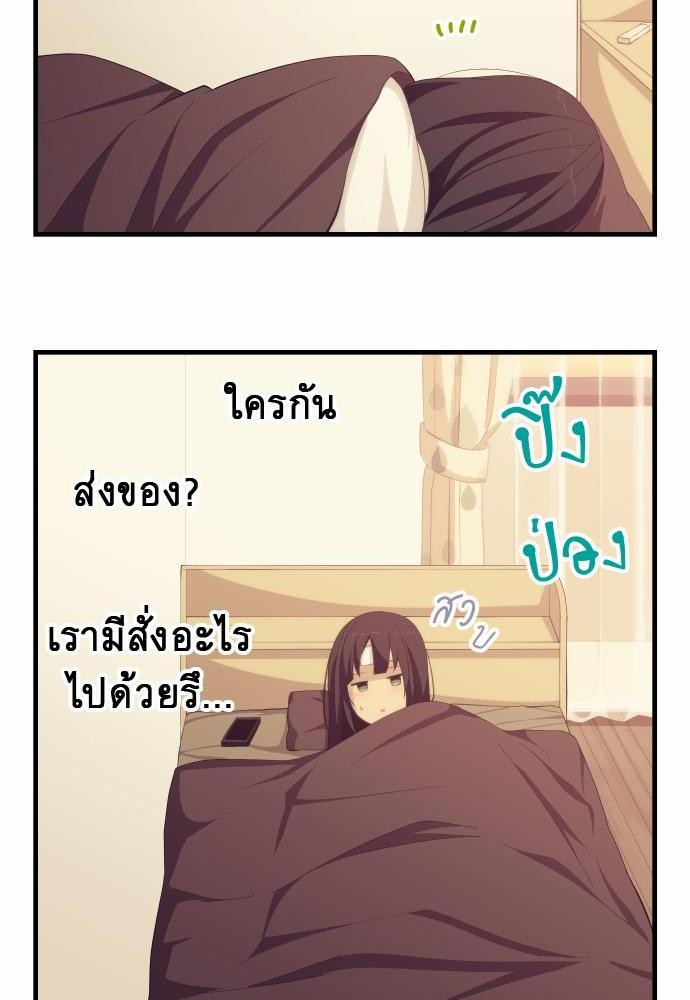 ใครกัน
ปิ๊ง
ส่งของ?
ป่อง
สวบ
เรามีสั่งอะไร
ไปด้วยรึ...